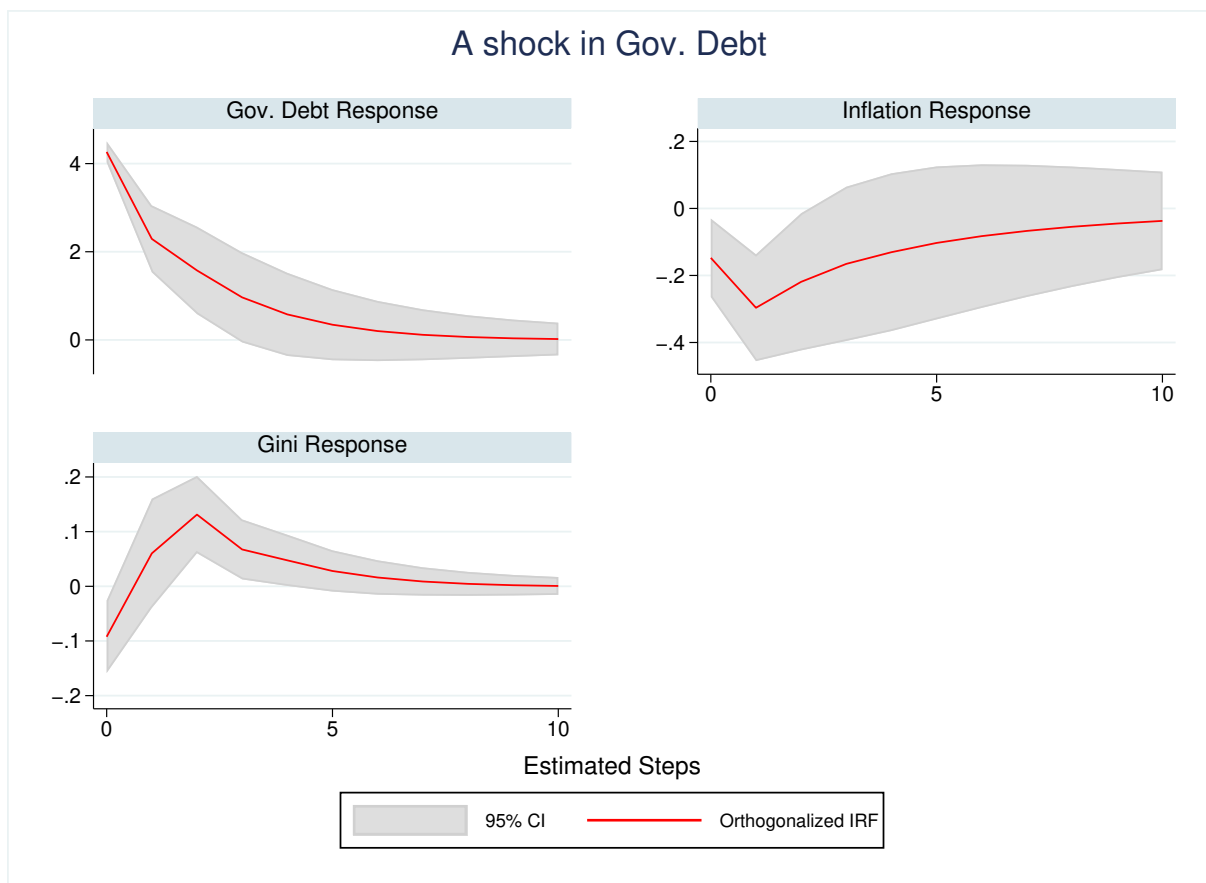 A shock in Gov. Debt
Gov. Debt Response
4
2
0
Inflation Response
.2
0
−.2
−.4
0 5 10
Gini Response
.2
.1
0
−.1
−.2
0 5 10
Estimated Steps
95% CI Orthogonalized IRF